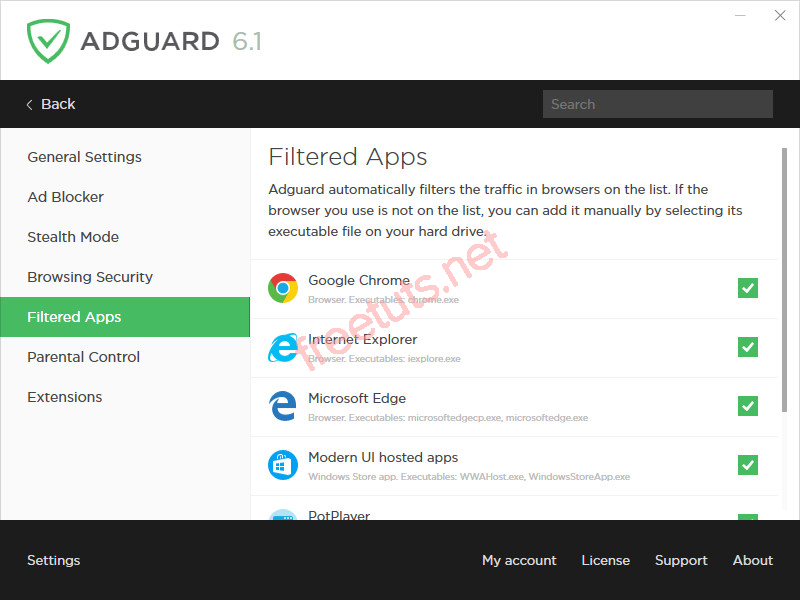 ADGUARD 6.1
Back
Search
General Settings
Ad Blocker
Stealth Mode
Browsing Security
Filtered Apps
Parental Control
Extensions
Filtered Apps
Adguard automatically filters the traffic in browsers on the list. If the
browser you use is not on the list, you can add it manually by selecting its
executable file on your hard drive.
Google Chrome
Browser. Executables: chrome.exe
Internet Explorer
Browser. Executables: iexplore.exe
Microsoft Edge
Browser. Executables: microsoftedgecp.exe, microsoftedge.exe
Modern UI hosted apps
Windows Store app. Executables: WWAHost.exe, WindowsStoreApp.exe
PotPlayer
freetuts.net
Settings
My account
License
Support
About